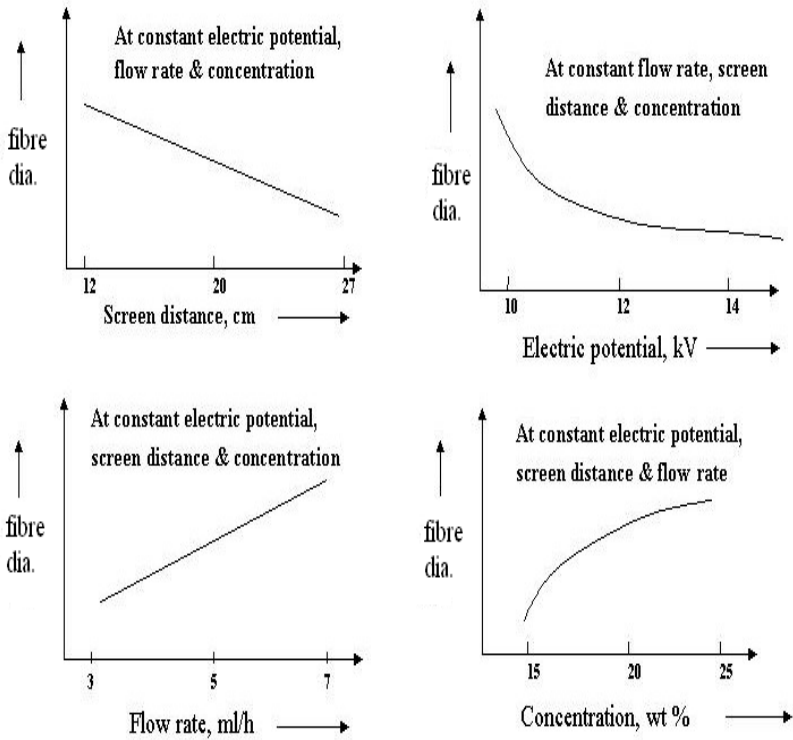 At constant electric potential,
flow rate & concentration
fibre
dia.
12 20 27
Screen distance, cm
At constant flow rate, screen
distance & concentration
fibre
dia.
10 12 14
Electric potential, kV
At constant electric potential,
screen distance & concentration
fibre
dia.
3 5 7
Flow rate, ml/h
At constant electric potential,
screen distance & flow rate
fibre
dia.
15 20 25
Concentration, wt %